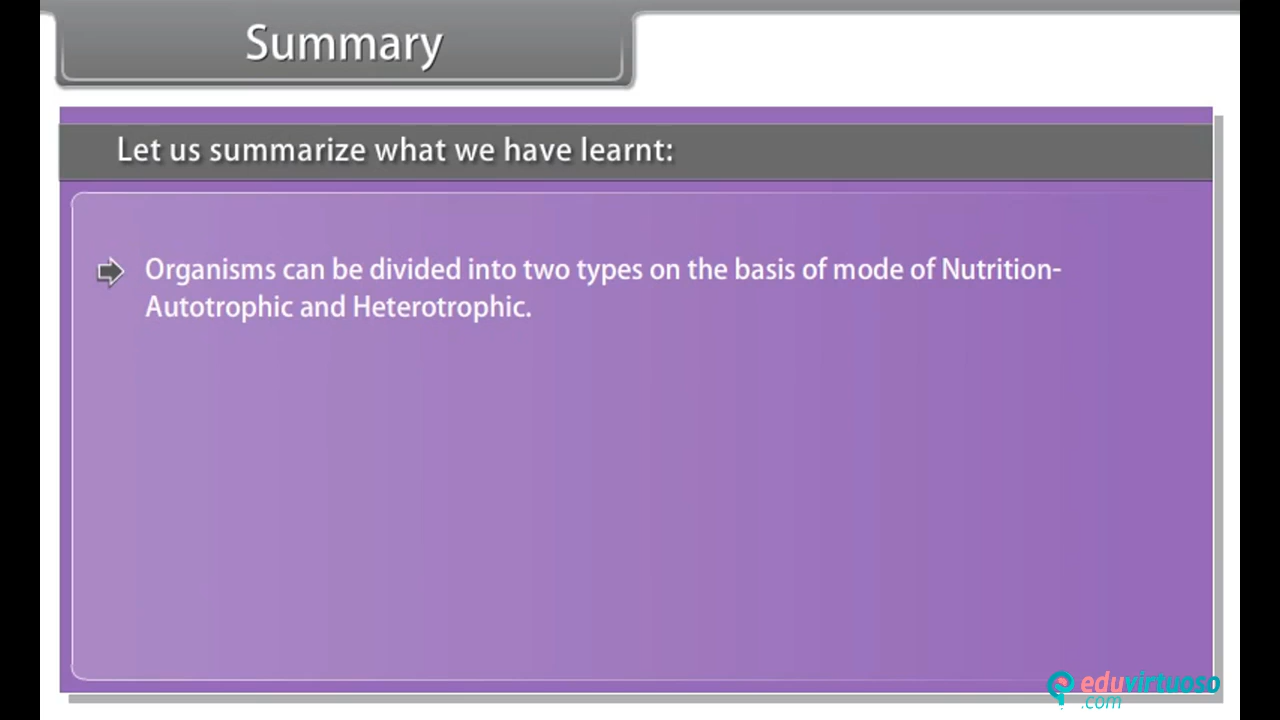 Summary
Let us summarize what we have learnt:
Organisms can be divided into two types on the basis of mode of Nutrition-
Autotrophic and Heterotrophic.
eduvirtuoso
.com